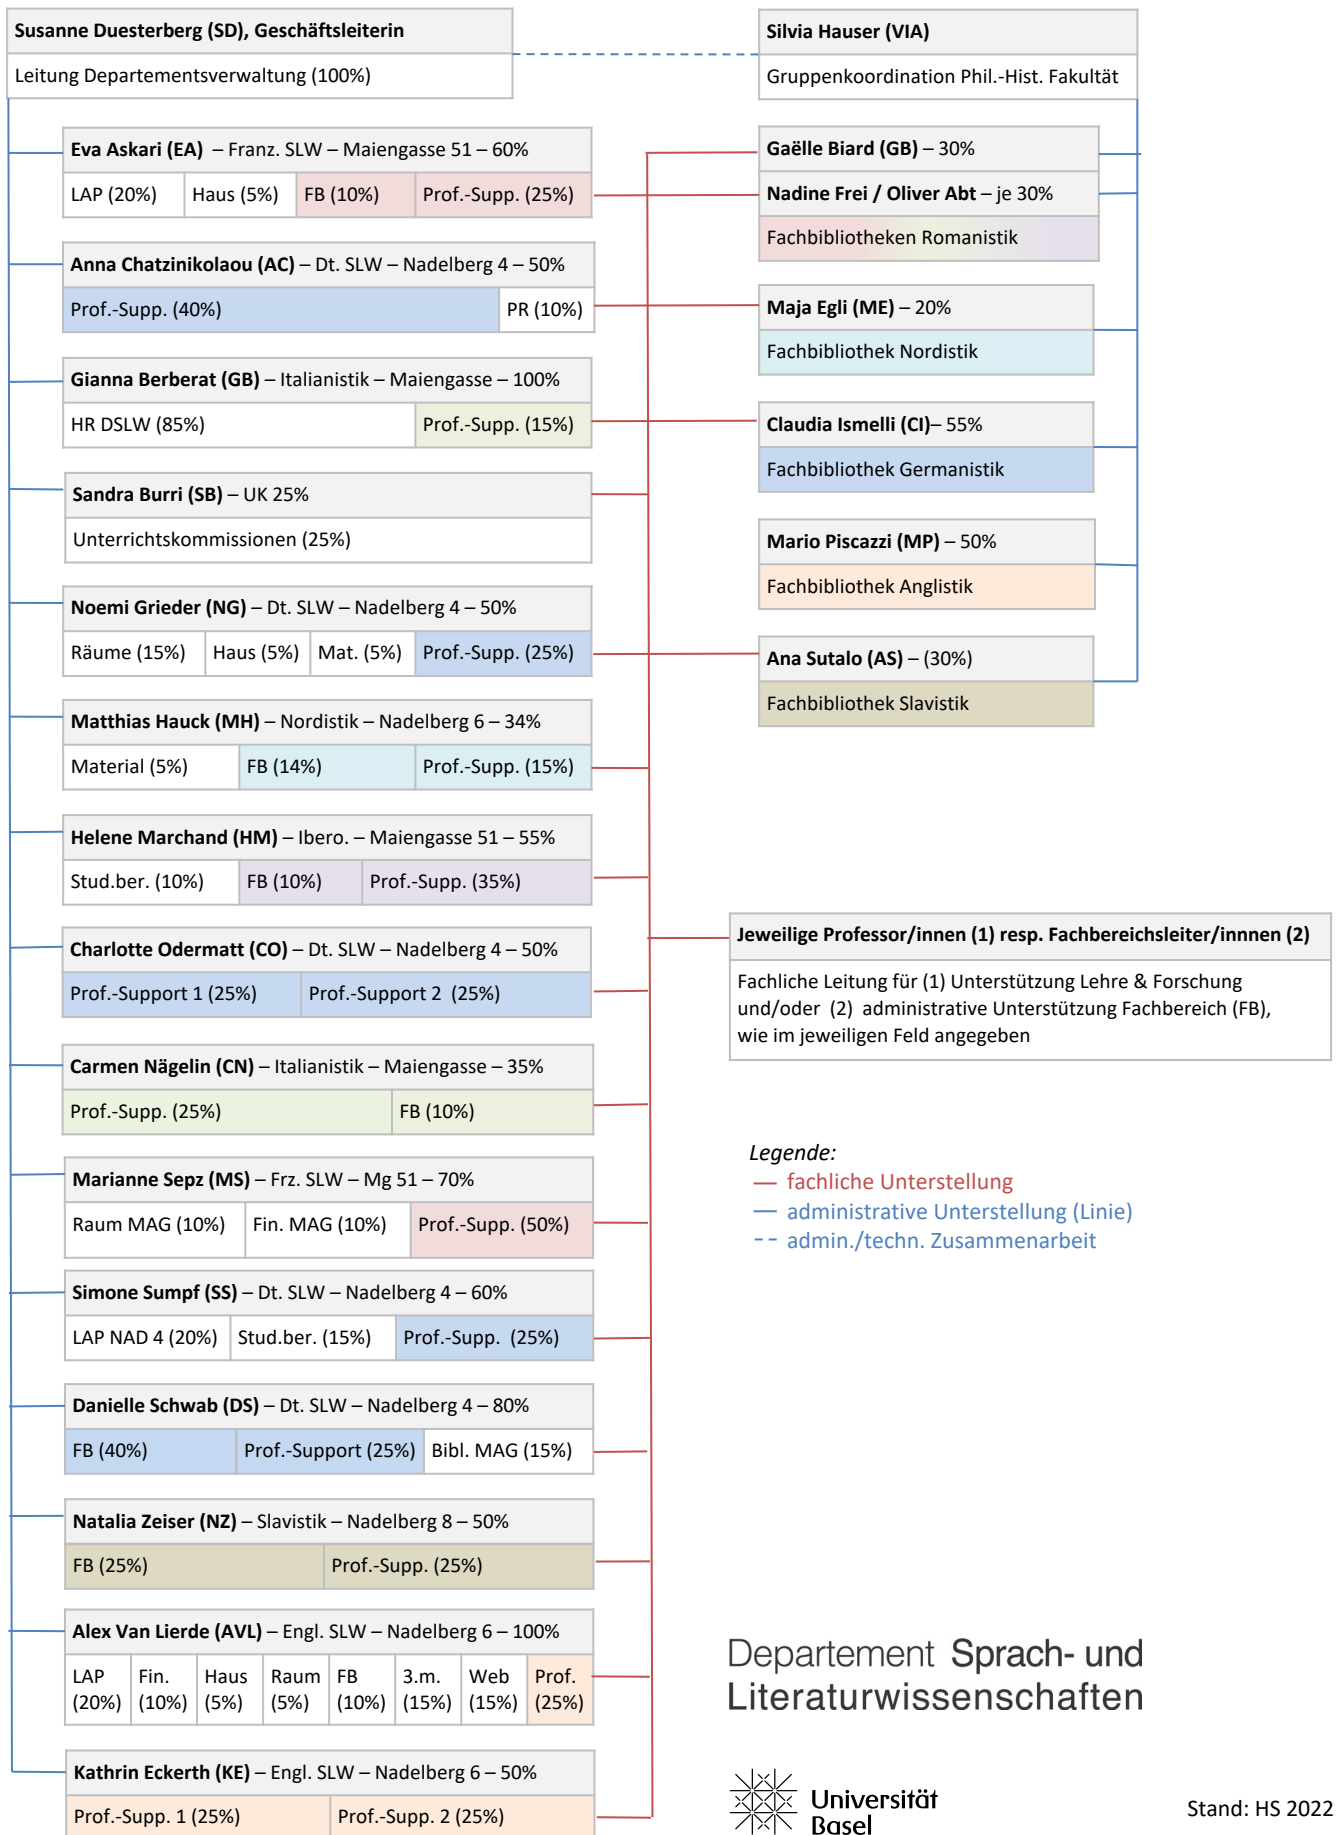 Susanne Duesterberg (SD), Geschäftsleiterin
Leitung Departementsverwaltung (100%)
Silvia Hauser (VIA)
Gruppenkoordination Phil.-Hist. Fakultät
Eva Askari (EA) – Franz. SLW – Maiengasse 51 – 60%
LAP (20%) Haus (5%) FB (10%) Prof.-Supp. (25%)
Anna Chatzinikolaou (AC) – Dt. SLW – Nadelberg 4 – 50%
Prof.-Supp. (40%) PR (10%)
Gianna Berberat (GB) – Italianistik – Maiengasse – 100%
HR DSLW (85%) Prof.-Supp. (15%)
Sandra Burri (SB) – UK 25%
Unterrichtskommissionen (25%)
Noemi Grieder (NG) – Dt. SLW – Nadelberg 4 – 50%
Räume (15%) Haus (5%) Mat. (5%) Prof.-Supp. (25%)
Matthias Hauck (MH) – Nordistik – Nadelberg 6 – 34%
Material (5%) FB (14%) Prof.-Supp. (15%)
Helene Marchand (HM) – Ibero. – Maiengasse 51 – 55%
Stud.ber. (10%) FB (10%) Prof.-Supp. (35%)
Charlotte Odermatt (CO) – Dt. SLW – Nadelberg 4 – 50%
Prof.-Support 1 (25%) Prof.-Support 2 (25%)
Carmen Nägelin (CN) – Italianistik – Maiengasse – 35%
Prof.-Supp. (25%) FB (10%)
Marianne Sepz (MS) – Frz. SLW – Mg 51 – 70%
Raum MAG (10%) Fin. MAG (10%) Prof.-Supp. (50%)
Simone Sumpf (SS) – Dt. SLW – Nadelberg 4 – 60%
LAP NAD 4 (20%) Stud.ber. (15%) Prof.-Supp. (25%)
Danielle Schwab (DS) – Dt. SLW – Nadelberg 4 – 80%
FB (40%) Prof.-Support (25%) Bibl. MAG (15%)
Natalia Zeiser (NZ) – Slavistik – Nadelberg 8 – 50%
FB (25%) Prof.-Supp. (25%)
Alex Van Lierde (AVL) – Engl. SLW – Nadelberg 6 – 100%
LAP Fin. Haus Raum FB 3.m. Web Prof.
(20%) (10%) (5%) (5%) (10%) (15%) (15%) (25%)
Kathrin Eckerth (KE) – Engl. SLW – Nadelberg 6 – 50%
Prof.-Supp. 1 (25%) Prof.-Supp. 2 (25%)
Gaëlle Biard (GB) – 30%
Nadine Frei / Oliver Abt – je 30%
Fachbibliotheken Romanistik
Maja Egli (ME) – 20%
Fachbibliothek Nordistik
Claudia Ismelli (CI)– 55%
Fachbibliothek Germanistik
Mario Piscazzi (MP) – 50%
Fachbibliothek Anglistik
Ana Sutalo (AS) – (30%)
Fachbibliothek Slavistik
Jeweilige Professor/innen (1) resp. Fachbereichsleiter/innnen (2)
Fachliche Leitung für (1) Unterstützung Lehre & Forschung
und/oder (2) administrative Unterstützung Fachbereich (FB),
wie im jeweiligen Feld angegeben
Legende:
fachliche Unterstellung
administrative Unterstellung (Linie)
admin./techn. Zusammenarbeit
Departement Sprach- und
Literaturwissenschaften
Universität
Basel
Stand: HS 2022